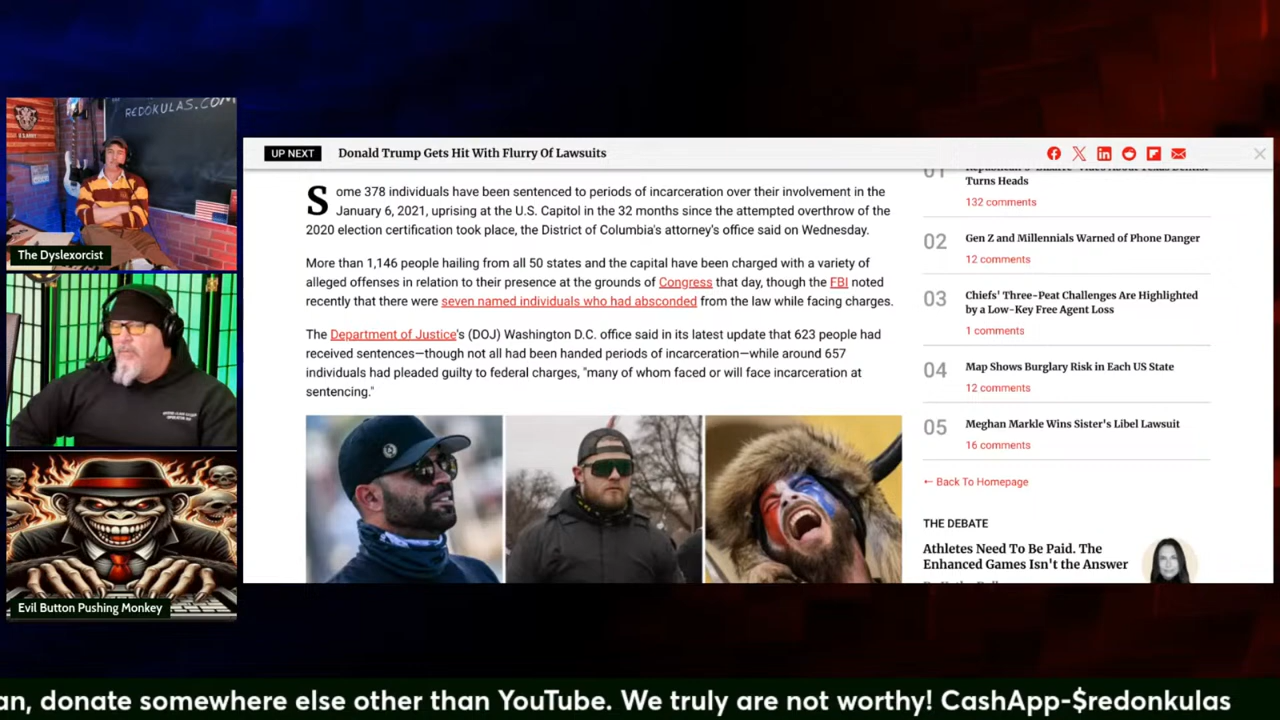 REDOKULAS.COM
The Dyslexorcist
Evil Button Pushing Monkey
UP NEXT
Donald Trump Gets Hit With Flurry Of Lawsuits
Some 378 individuals have been sentenced to periods of incarceration over their involvement in the
January 6, 2021, uprising at the U.S. Capitol in the 32 months since the attempted overthrow of the
2020 election certification took place, the District of Columbia's attorney's office said on Wednesday.
More than 1,146 people hailing from all 50 states and the capital have been charged with a variety of
alleged offenses in relation to their presence at the grounds of Congress that day, though the FBI noted
recently that there were seven named individuals who had absconded from the law while facing charges.
The Department of Justice's (DOJ) Washington D.C. office said in its latest update that 623 people had
received sentences—though not all had been handed periods of incarceration—while around 657
individuals had pleaded guilty to federal charges, "many of whom faced or will face incarceration at
sentencing."
Turns Heads
132 comments
02
Gen Z and Millennials Warned of Phone Danger
12 comments
03
Chiefs' Three-Peat Challenges Are Highlighted
by a Low-Key Free Agent Loss
1 comments
04
Map Shows Burglary Risk in Each US State
12 comments
05
Meghan Markle Wins Sister's Libel Lawsuit
16 comments
← Back To Homepage
THE DEBATE
Athletes Need To Be Paid. The
Enhanced Games Isn't the Answer
an, donate somewhere else other than YouTube. We truly are not worthy! CashApp-$redonkulas